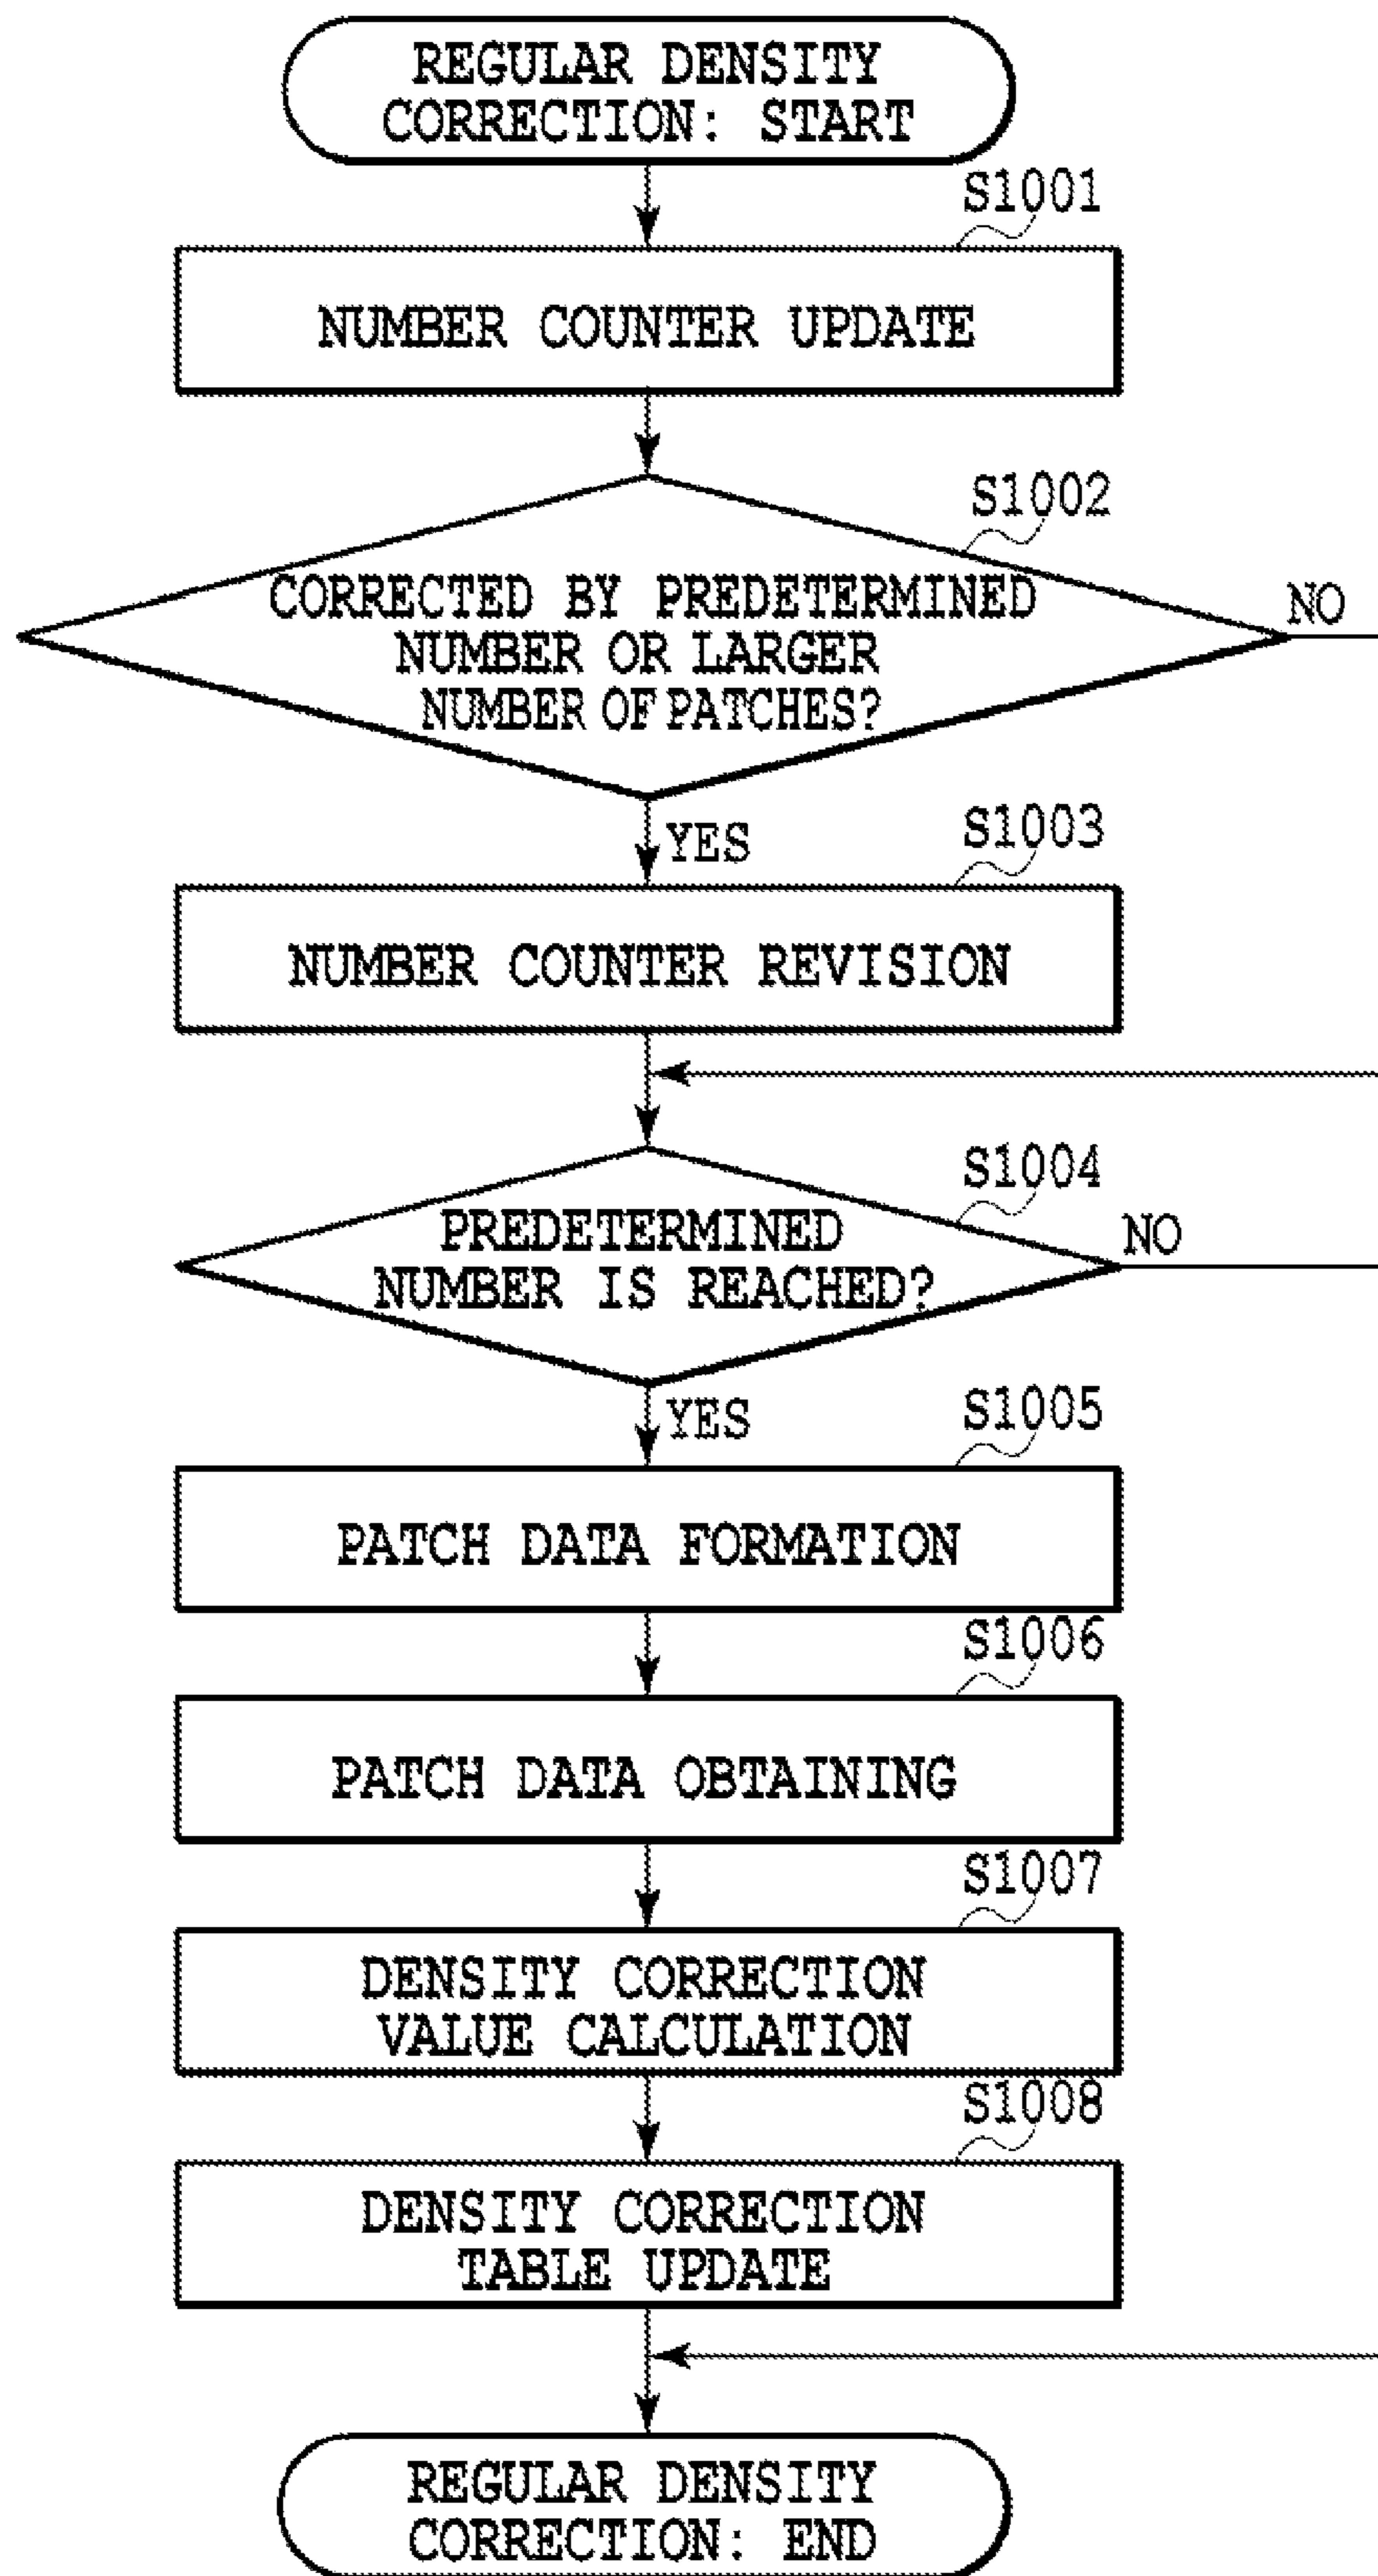 REGULAR DENSITY
CORRECTION: START
S1001
NUMBER COUNTER UPDATE
S1002
CORRECTED BY PREDETERMINED
NUMBER OR LARGER
NUMBER OF PATCHES?
NO
YES
S1003
NUMBER COUNTER REVISION
S1004
PREDETERMINED
NUMBER IS REACHED?
NO
YES
S1005
PATCH DATA FORMATION
S1006
PATCH DATA OBTAINING
S1007
DENSITY CORRECTION
VALUE CALCULATION
S1008
DENSITY CORRECTION
TABLE UPDATE
REGULAR DENSITY
CORRECTION: END